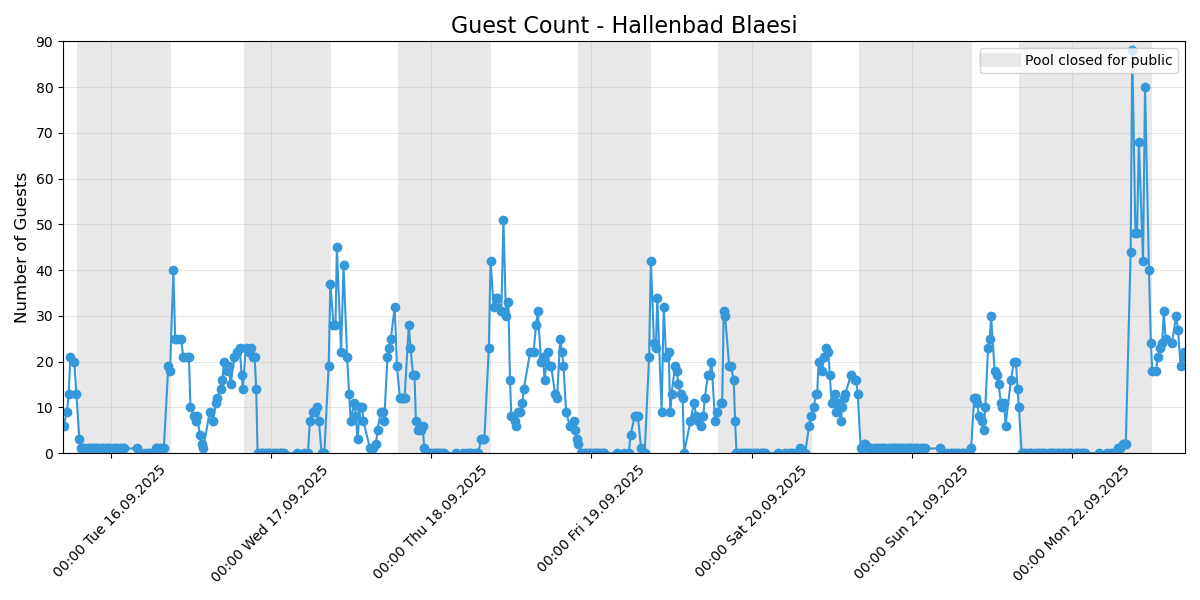 Guest Count - Hallenbad Blaesi
Pool closed for public
Number of Guests
90
80
70
60
50
40
30
20
10
0
00:00 Tue 16.09.2025
00:00 Wed 17.09.2025
00:00 Thu 18.09.2025
00:00 Fri 19.09.2025
00:00 Sat 20.09.2025
00:00 Sun 21.09.2025
00:00 Mon 22.09.2025